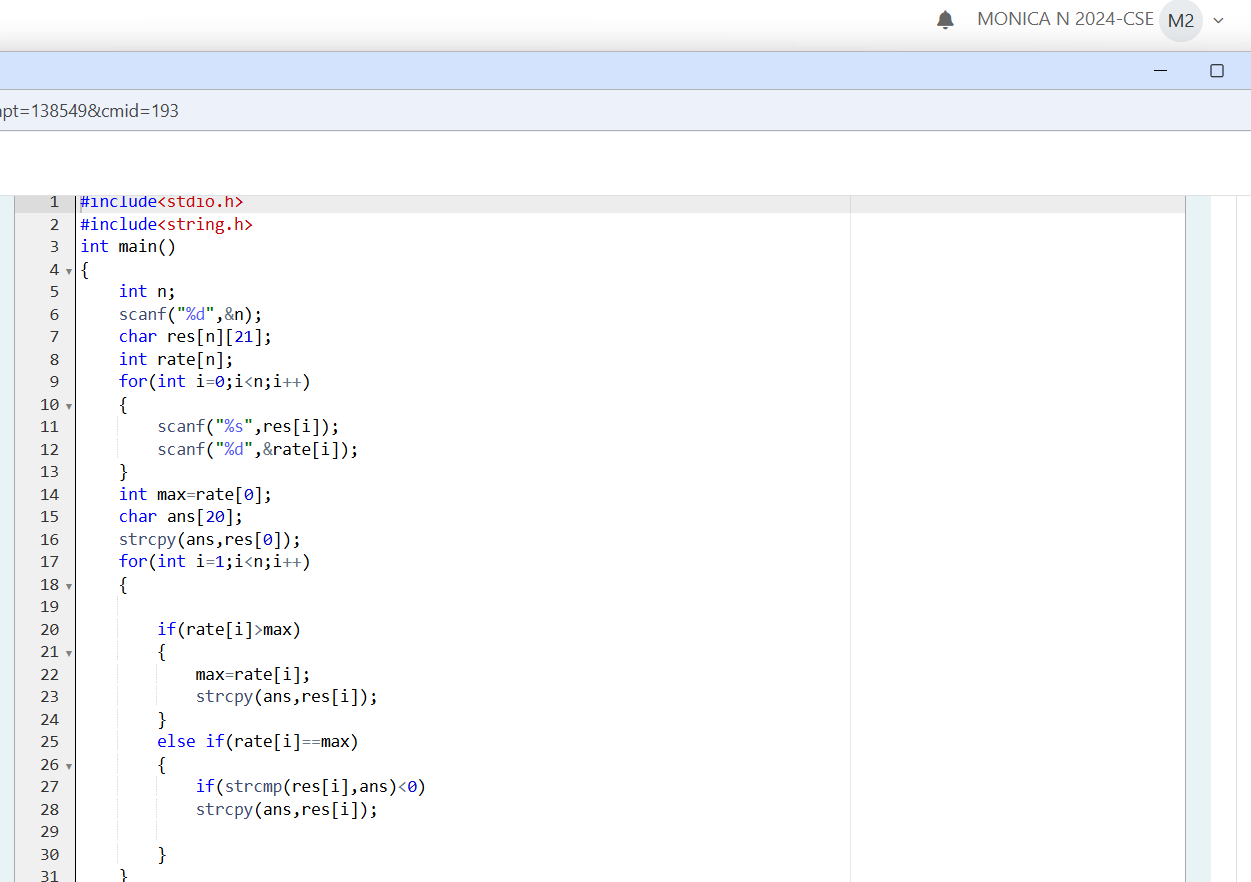 MONICA N 2024-CSE M2
pt=138549&cmid=193
1 #include<stdio.h>
2 #include<string.h>
3 int main()
4 {
5 int n;
6 scanf("%d",&n);
7 char res[n][21];
8 int rate[n];
9 for(int i=0;i<n;i++)
10 {
11 scanf("%s",res[i]);
12 scanf("%d",&rate[i]);
13 }
14 int max=rate[0];
15 char ans[20];
16 strcpy(ans,res[0]);
17 for(int i=1;i<n;i++)
18 {
19
20 if(rate[i]>max)
21 {
22 max=rate[i];
23 strcpy(ans,res[i]);
24 }
25 else if(rate[i]==max)
26 {
27 if(strcmp(res[i],ans)<0)
28 strcpy(ans,res[i]);
29
30 }
31 }